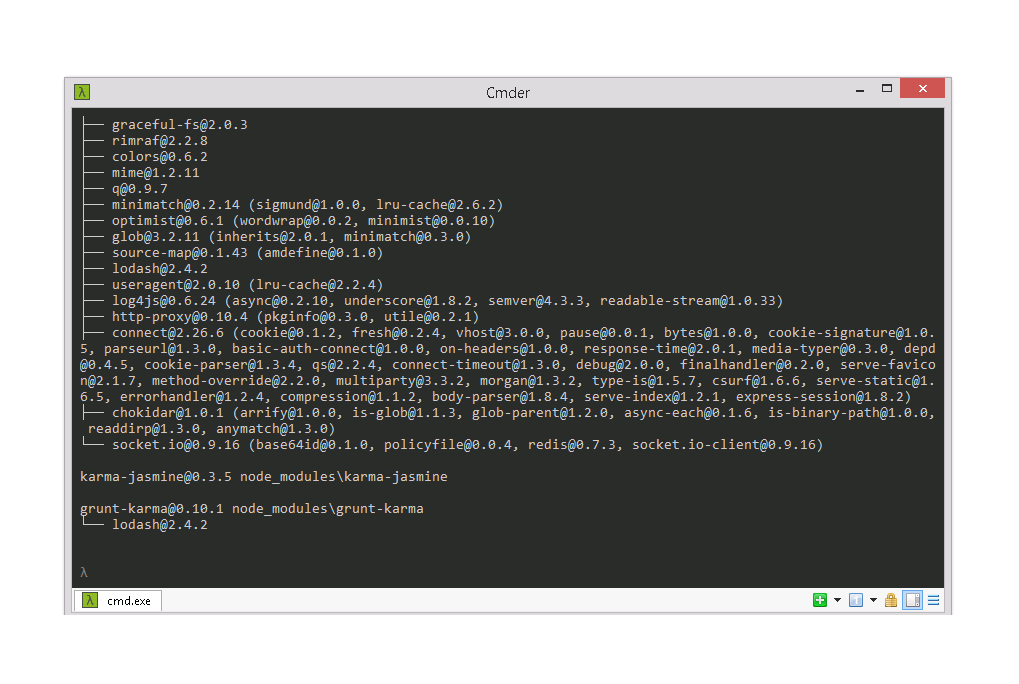 λ
Cmder
├── graceful-fs@2.0.3
├── rimraf@2.2.8
├── colors@0.6.2
├── mime@1.2.11
├── q@0.9.7
├── minimatch@0.2.14 (sigmund@1.0.0, lru-cache@2.6.2)
├── optimist@0.6.1 (wordwrap@0.0.2, minimist@0.0.10)
├── glob@3.2.11 (inherits@2.0.1, minimatch@0.3.0)
├── source-map@0.1.43 (amdefine@0.1.0)
├── lodash@2.4.2
├── useragent@2.0.10 (lru-cache@2.2.4)
├── log4js@0.6.24 (async@0.2.10, underscore@1.8.2, semver@4.3.3, readable-stream@1.0.33)
├── http-proxy@0.10.4 (pkginfo@0.3.0, utile@0.2.1)
├── connect@2.26.6 (cookie@0.1.2, fresh@0.2.4, vhost@3.0.0, pause@0.0.1, bytes@1.0.0, cookie-signature@1.0.
5, parseurl@1.3.0, basic-auth-connect@1.0.0, on-headers@1.0.0, response-time@2.0.1, media-typer@0.3.0, depd
@0.4.5, cookie-parser@1.3.4, qs@2.2.4, connect-timeout@1.3.0, debug@2.0.0, finalhandler@0.2.0, serve-favico
n@2.1.7, method-override@2.2.0, multiparty@3.3.2, morgan@1.3.2, type-is@1.5.7, csurf@1.6.6, serve-static@1.
6.5, errorhandler@1.2.4, compression@1.1.2, body-parser@1.8.4, serve-index@1.2.1, express-session@1.8.2)
├── chokidar@1.0.1 (arrify@1.0.0, is-glob@1.1.3, glob-parent@1.2.0, async-each@0.1.6, is-binary-path@1.0.0,
readdirp@1.3.0, anymatch@1.3.0)
└── socket.io@0.9.16 (base64id@0.1.0, policyfile@0.0.4, redis@0.7.3, socket.io-client@0.9.16)
karma-jasmine@0.3.5 node_modules\karma-jasmine
grunt-karma@0.10.1 node_modules\grunt-karma
└── lodash@2.4.2
λ
λ cmd.exe